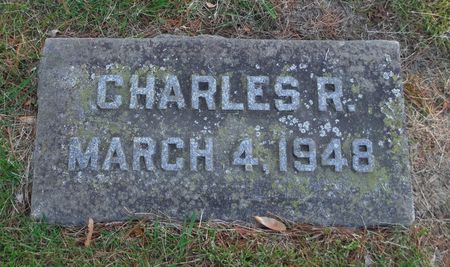 CHARLES R.
MARCH 4, 1948